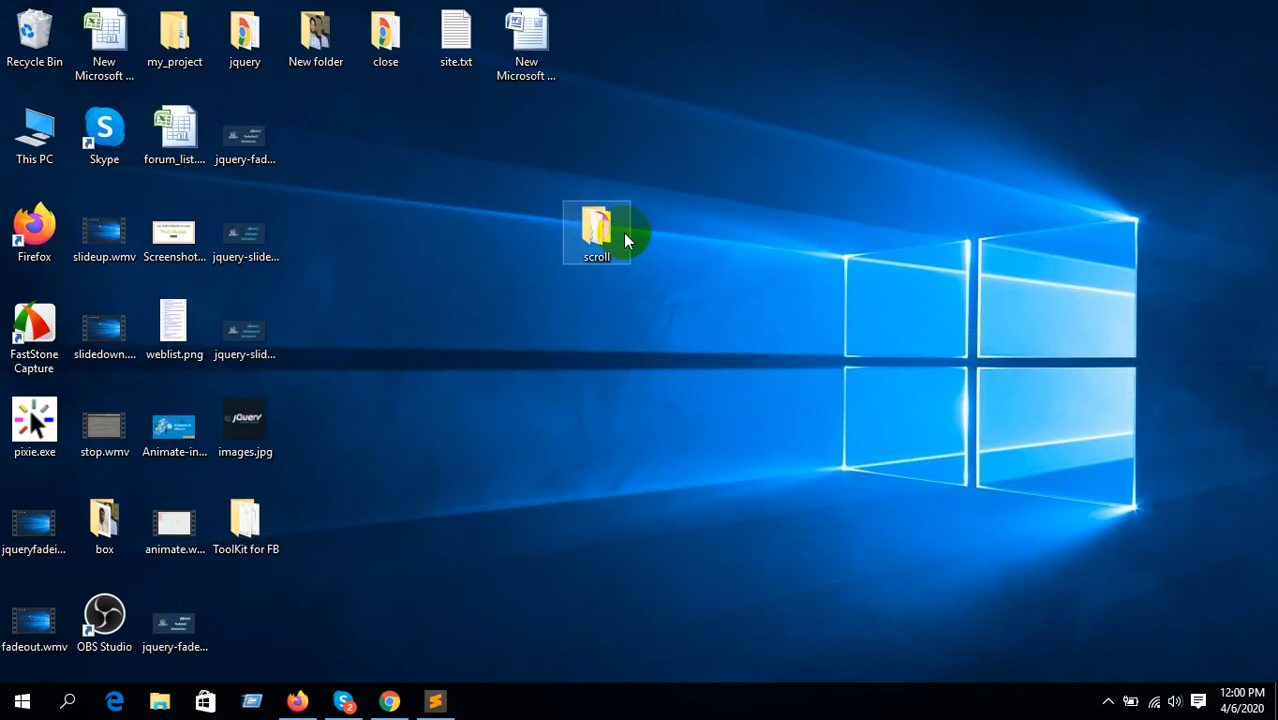 Recycle Bin
New
Microsoft ...
my_project
jquery
New folder
close
site.txt
New
Microsoft ...
This PC
Skype
forum_list....
jquery-fad...
Firefox
slideup.wmv
Screenshot...
jquery-slide...
scroll
FastStone
Capture
slidedown....
weblist.png
jquery-slid...
pixie.exe
stop.wmv
Animate-in...
images.jpg
jQuery
jqueryfadei...
box
animate.w...
ToolKit for FB
fadeout.wmv
OBS Studio
jquery-fade...
2
12:00 PM
4/6/2020